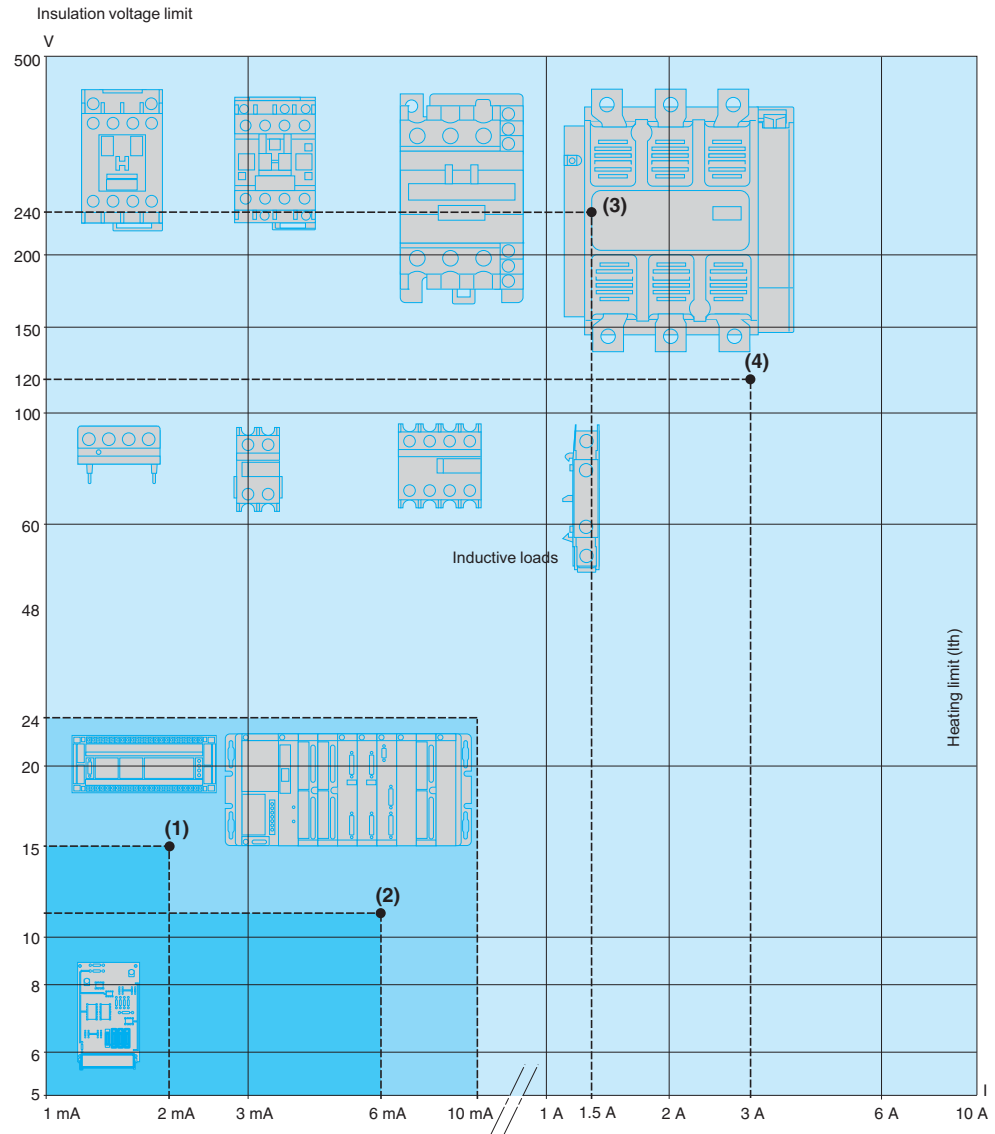 Insulation voltage limit
V
500
240
(3)
200
150
(4)
120
100
60
Inductive loads
48
Heating limit (Ith)
24
20
(1)
15
(2)
10
8
6
5
I
1 mA
2 mA
3 mA
6 mA
10 mA
1 A
1.5 A
2 A
3 A
6 A
10 A